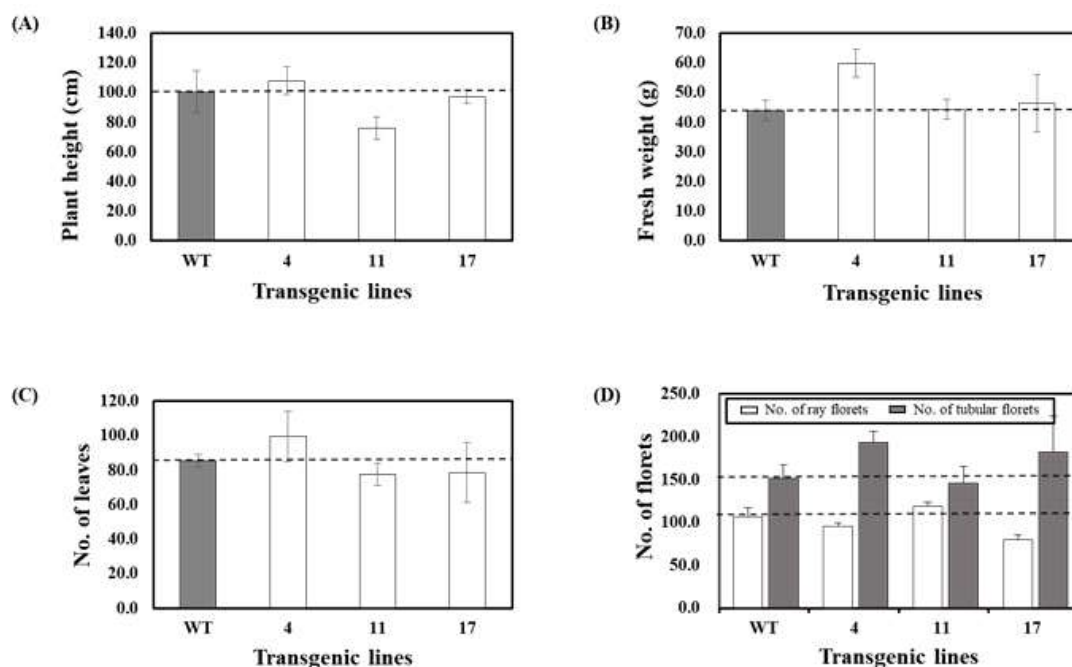 (A)
Plant height (cm)
140.0
120.0
100.0
80.0
60.0
40.0
20.0
0.0
WT 4 11 17
Transgenic lines
(B)
Fresh weight (g)
70.0
60.0
50.0
40.0
30.0
20.0
10.0
0.0
WT 4 11 17
Transgenic lines
(C)
No. of leaves
120.0
100.0
80.0
60.0
40.0
20.0
0.0
WT 4 11 17
Transgenic lines
(D)
No. of florets
250.0
200.0
150.0
100.0
50.0
0.0
No. of ray florets No. of tubular florets
WT 4 11 17
Transgenic lines